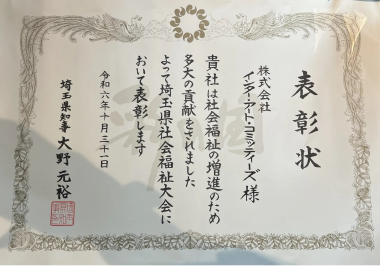 表彰状
株式会社
インターアート・コミッティーズ 様
貴社は社会福祉の増進のため
多大の貢献をされました
よって埼玉県社会福祉大会に
おいて表彰します
令和六年十月三十一日
埼玉県知事 大野元裕